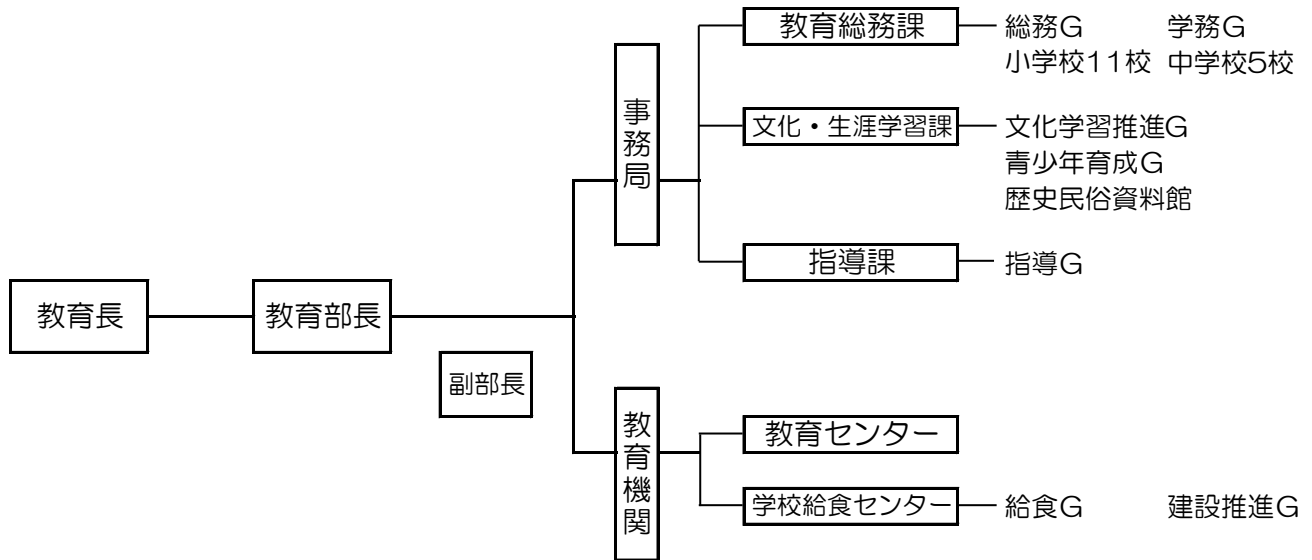 教育長
教育部長
副部長
事務局
教育総務課
総務G 学務G
小学校11校 中学校5校
文化・生涯学習課
文化学習推進G
青少年育成G
歴史民俗資料館
指導課
指導G
教育機関
教育センター
学校給食センター
給食G 建設推進G